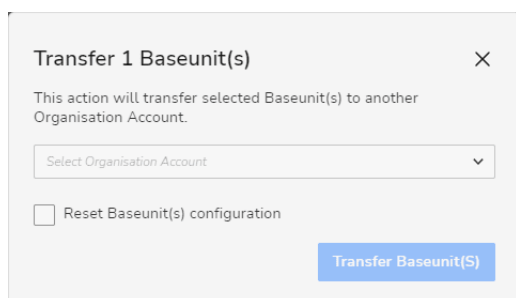 Transfer 1 Baseunit(s)
This action will transfer selected Baseunit(s) to another
Organisation Account.
Select Organisation Account
Reset Baseunit(s) configuration
Transfer Baseunit(S)